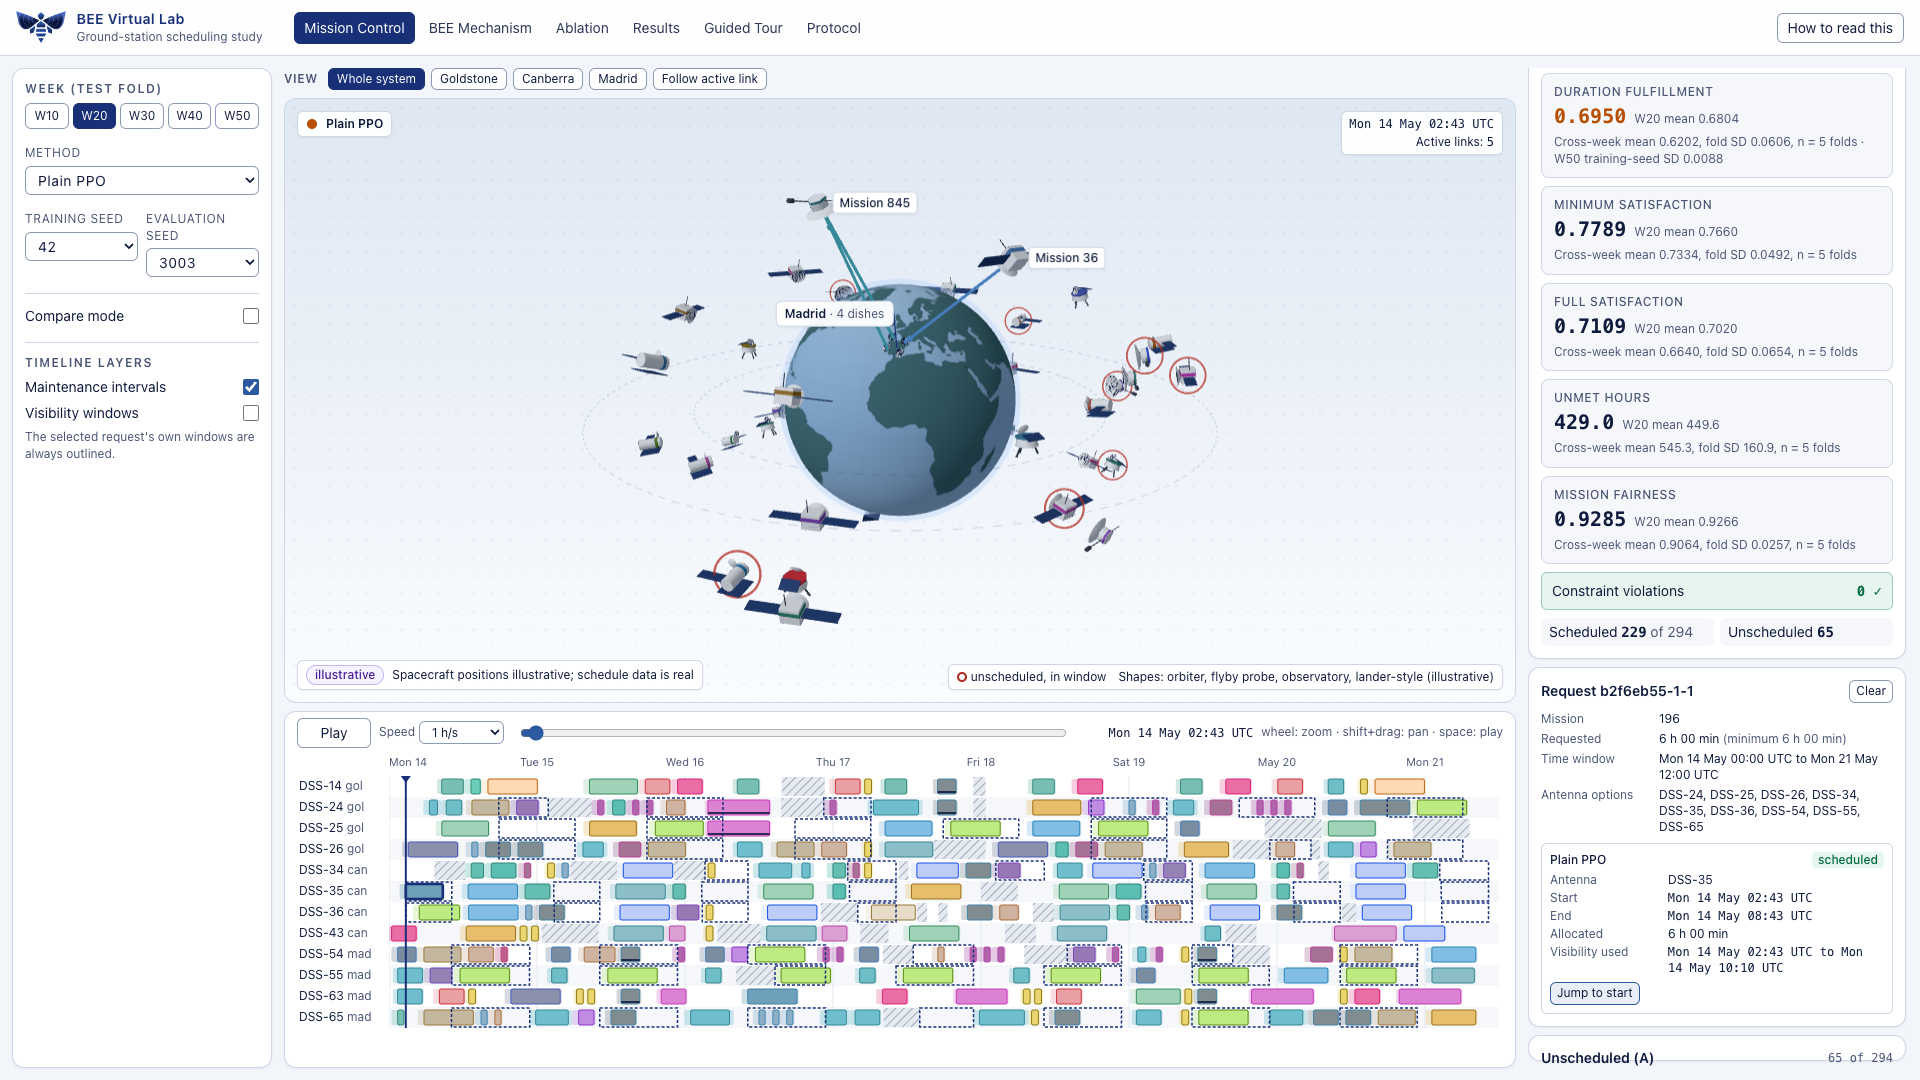 BEE Virtual Lab
Ground-station scheduling study
Mission Control
BEE Mechanism
Ablation
Results
Guided Tour
Protocol
How to read this
WEEK (TEST FOLD)
W10 W20 W30 W40 W50
METHOD
Plain PPO
TRAINING SEED
42
EVALUATION
SEED
3003
Compare mode
TIMELINE LAYERS
Maintenance intervals
Visibility windows
The selected request's own windows are
always outlined.
VIEW
Whole system
Goldstone
Canberra
Madrid
Follow active link
Plain PPO
Mon 14 May 02:43 UTC
Active links: 5
Mission 845
Mission 36
Madrid · 4 dishes
illustrative Spacecraft positions illustrative; schedule data is real
unscheduled, in window Shapes: orbiter, flyby probe, observatory, lander-style (illustrative)
Play
Speed
1 h/s
Mon 14 May 02:43 UTC wheel: zoom · shift+drag: pan · space: play
Mon 14 Tue 15 Wed 16 Thu 17 Fri 18 Sat 19 May 20 Mon 21
DSS-14 gol
DSS-24 gol
DSS-25 gol
DSS-26 gol
DSS-34 can
DSS-35 can
DSS-36 can
DSS-43 can
DSS-54 mad
DSS-55 mad
DSS-63 mad
DSS-65 mad
DURATION FULFILLMENT
0.6950 W20 mean 0.6804
Cross-week mean 0.6202, fold SD 0.0606, n = 5 folds ·
W50 training-seed SD 0.0088
MINIMUM SATISFACTION
0.7789 W20 mean 0.7660
Cross-week mean 0.7334, fold SD 0.0492, n = 5 folds
FULL SATISFACTION
0.7109 W20 mean 0.7020
Cross-week mean 0.6640, fold SD 0.0654, n = 5 folds
UNMET HOURS
429.0 W20 mean 449.6
Cross-week mean 545.3, fold SD 160.9, n = 5 folds
MISSION FAIRNESS
0.9285 W20 mean 0.9266
Cross-week mean 0.9064, fold SD 0.0257, n = 5 folds
Constraint violations 0 ✓
Scheduled 229 of 294
Unscheduled 65
Request b2f6eb55-1-1
Clear
Mission 196
Requested 6 h 00 min (minimum 6 h 00 min)
Time window Mon 14 May 00:00 UTC to Mon 21 May
12:00 UTC
Antenna options DSS-24, DSS-25, DSS-26, DSS-34,
DSS-35, DSS-36, DSS-54, DSS-55,
DSS-65
Plain PPO scheduled
Antenna DSS-35
Start Mon 14 May 02:43 UTC
End Mon 14 May 08:43 UTC
Allocated 6 h 00 min
Visibility used Mon 14 May 02:43 UTC to Mon
14 May 10:10 UTC
Jump to start
Unscheduled (A) 65 of 294